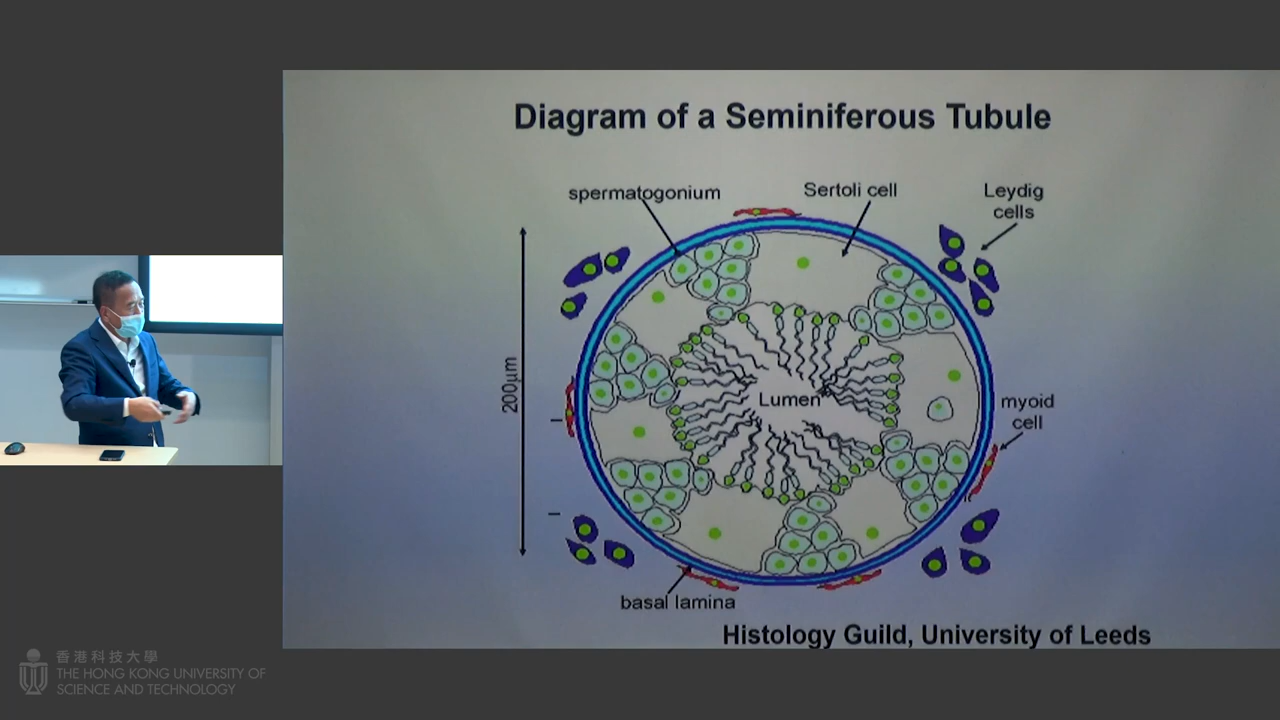 Diagram of a Seminiferous Tubule
spermatogonium
Sertoli cell
Leydig
cells
200µm
Lumen
myoid
cell
basal lamina
Histology Guild, University of Leeds
香港科技大學
THE HONG KONG UNIVERSITY OF
SCIENCE AND TECHNOLOGY